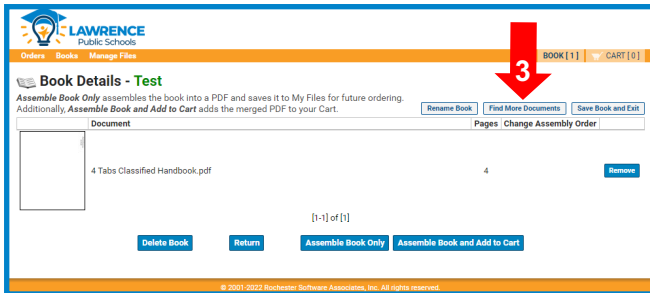 LAWRENCE
Public Schools
Orders Books Manage Files BOOK [ 1 ] CART [ 0 ]
3
Book Details - Test
Assemble Book Only assembles the book into a PDF and saves it to My Files for future ordering.
Additionally, Assemble Book and Add to Cart adds the merged PDF to your Cart.
Rename Book Find More Documents Save Book and Exit
Document Pages Change Assembly Order
4 Tabs Classified Handbook.pdf 4 Remove
[1-1] of [1]
Delete Book Return Assemble Book Only Assemble Book and Add to Cart
© 2001-2022 Rochester Software Associates, Inc. All rights reserved.